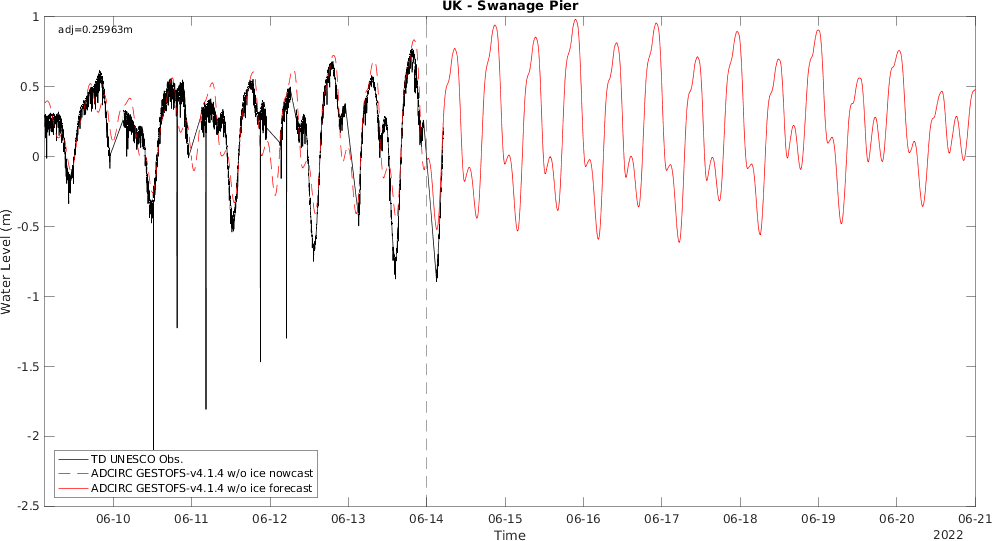 UK - Swanage Pier
adj=0.25963m
1
0.5
0
-0.5
-1
-1.5
-2
-2.5
Water Level (m)
TD UNESCO Obs.
ADCIRC GESTOFS-v4.1.4 w/o ice nowcast
ADCIRC GESTOFS-v4.1.4 w/o ice forecast
06-10 06-11 06-12 06-13 06-14 06-15 06-16 06-17 06-18 06-19 06-20 06-21
Time
2022